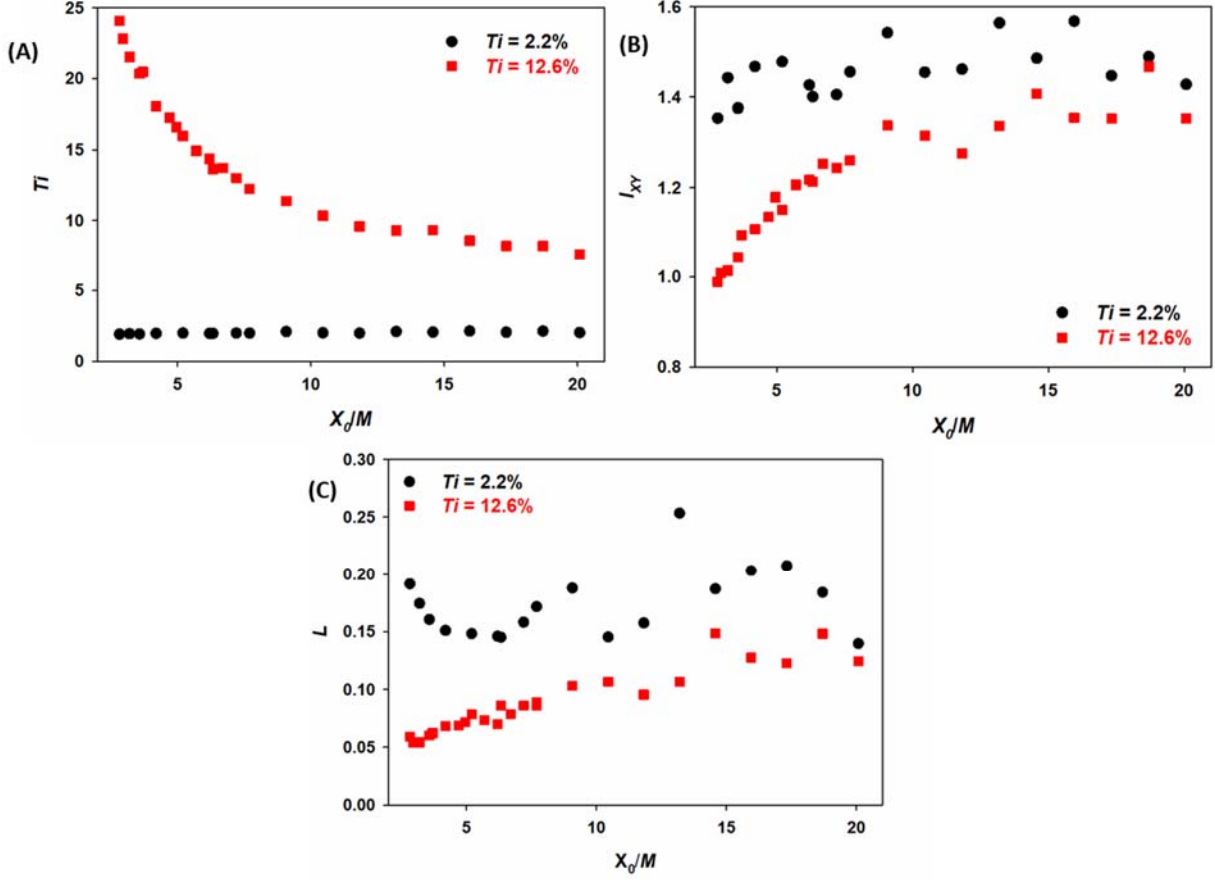 (A)
25
20
15
10
5
0
Ti
Ti = 2.2%
Ti = 12.6%
5 10 15 20
X0/M
(B)
1.6
1.4
1.2
1.0
0.8
IXY
Ti = 2.2%
Ti = 12.6%
5 10 15 20
X0/M
(C)
0.30
0.25
0.20
0.15
0.10
0.05
0.00
L
Ti = 2.2%
Ti = 12.6%
5 10 15 20
X0/M